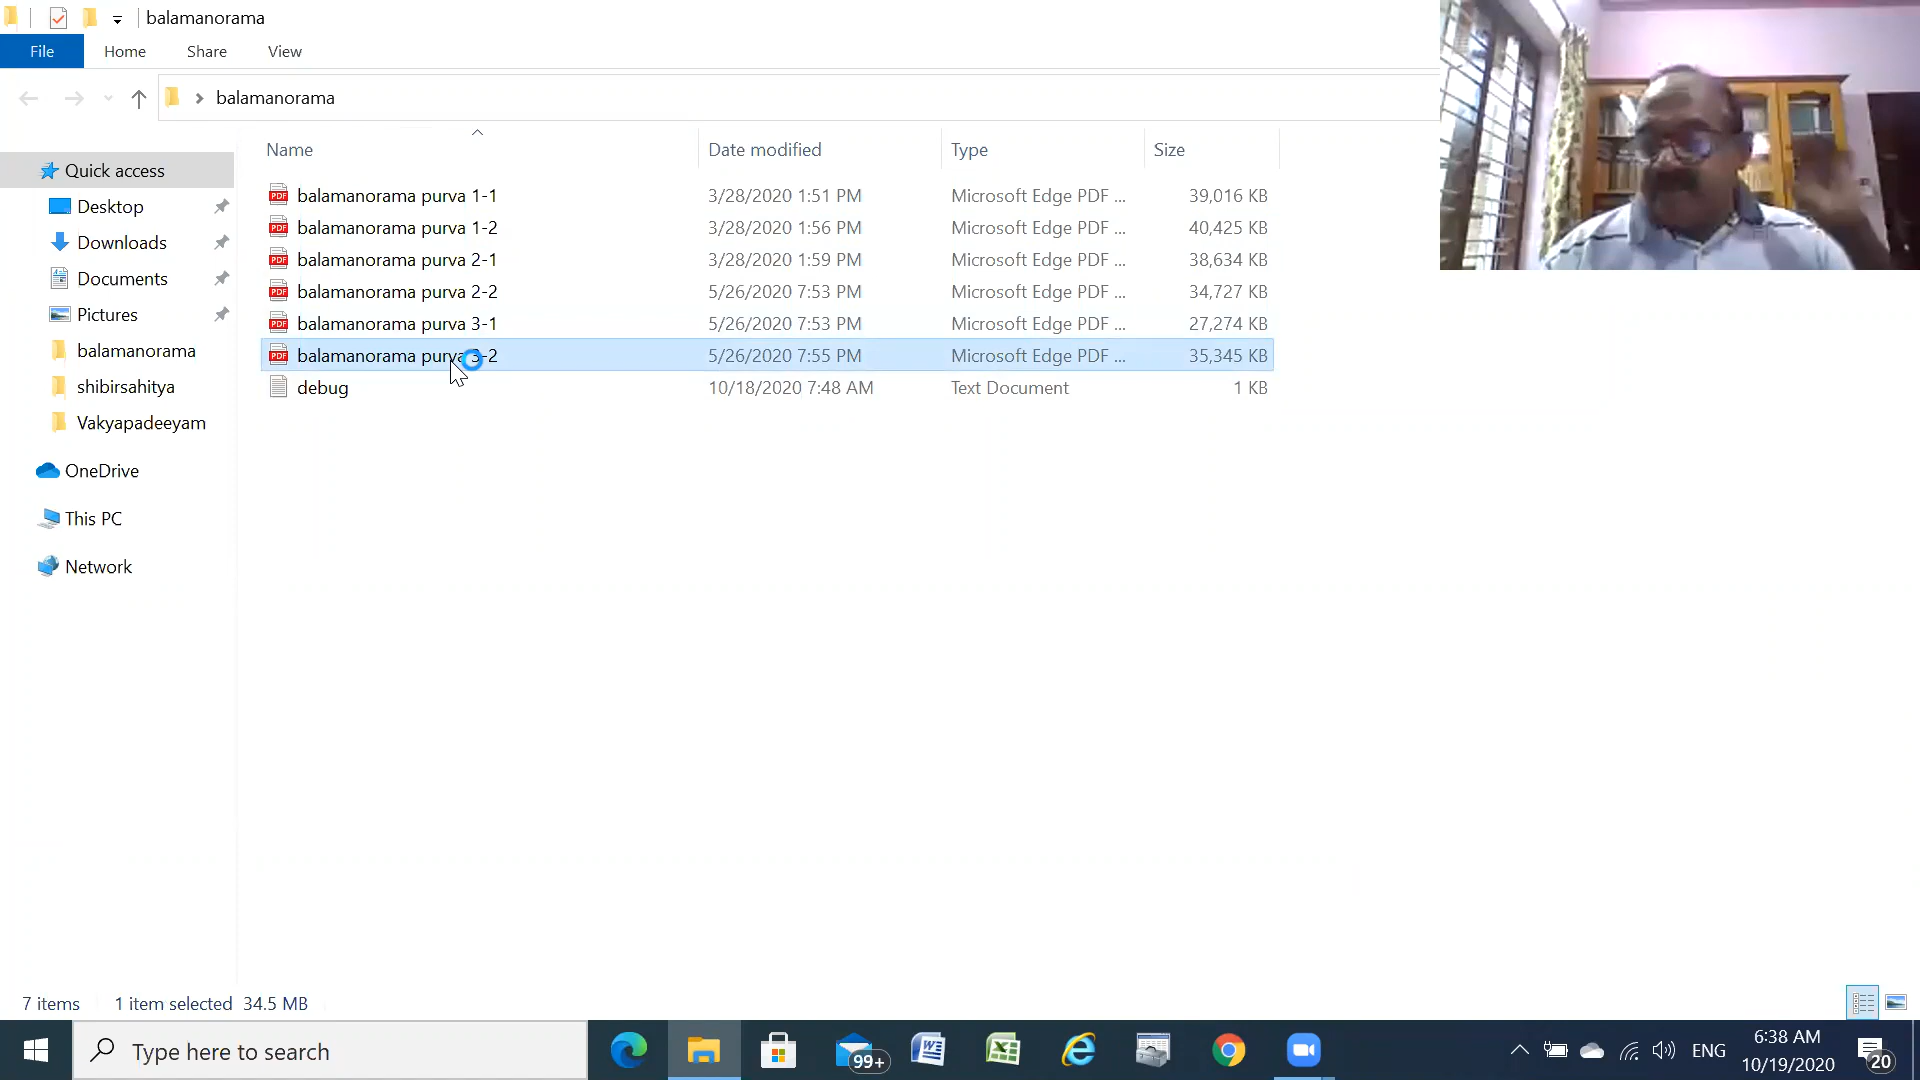 balamanorama
File Home Share View
balamanorama
Name Date modified Type Size
Quick access
Desktop
Downloads
Documents
Pictures
balamanorama
shibirsahitya
Vakyapadeeyam
OneDrive
This PC
Network
balamanorama purva 1-1 3/28/2020 1:51 PM Microsoft Edge PDF ... 39,016 KB
balamanorama purva 1-2 3/28/2020 1:56 PM Microsoft Edge PDF ... 40,425 KB
balamanorama purva 2-1 3/28/2020 1:59 PM Microsoft Edge PDF ... 38,634 KB
balamanorama purva 2-2 5/26/2020 7:53 PM Microsoft Edge PDF ... 34,727 KB
balamanorama purva 3-1 5/26/2020 7:53 PM Microsoft Edge PDF ... 27,274 KB
balamanorama purva 3-2 5/26/2020 7:55 PM Microsoft Edge PDF ... 35,345 KB
debug 10/18/2020 7:48 AM Text Document 1 KB
7 items 1 item selected 34.5 MB
Type here to search
99+
ENG
6:38 AM
10/19/2020
20